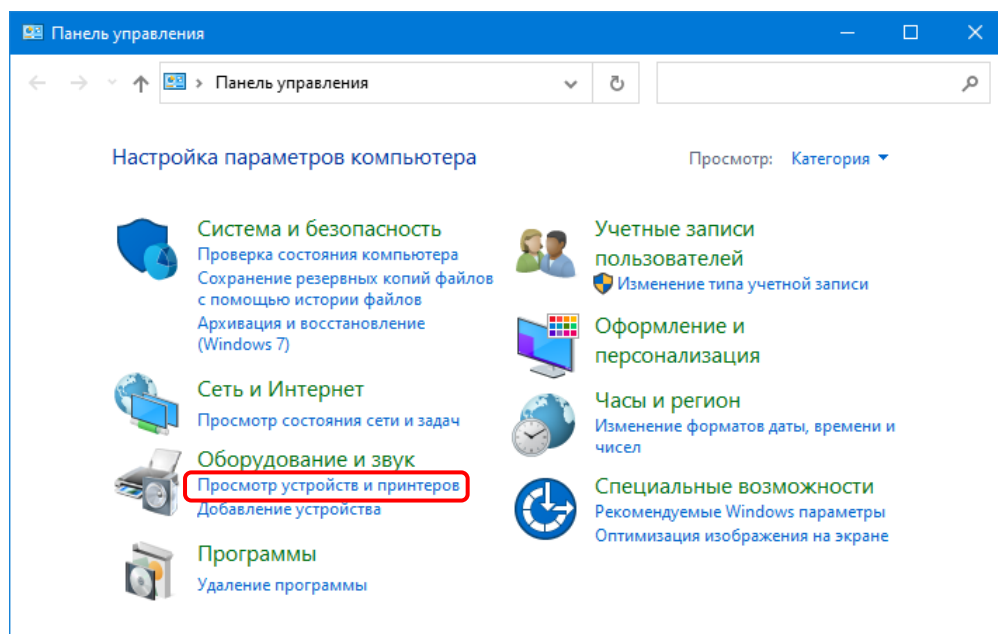 Панель управления
Панель управления
Настройка параметров компьютера
Просмотр: Категория
Система и безопасность
Проверка состояния компьютера
Сохранение резервных копий файлов
с помощью истории файлов
Архивация и восстановление
(Windows 7)
Сеть и Интернет
Просмотр состояния сети и задач
Оборудование и звук
Просмотр устройств и принтеров
Добавление устройства
Программы
Удаление программы
Учетные записи
пользователей
Изменение типа учетной записи
Оформление и
персонализация
Часы и регион
Изменение форматов даты, времени и
чисел
Специальные возможности
Рекомендуемые Windows параметры
Оптимизация изображения на экране